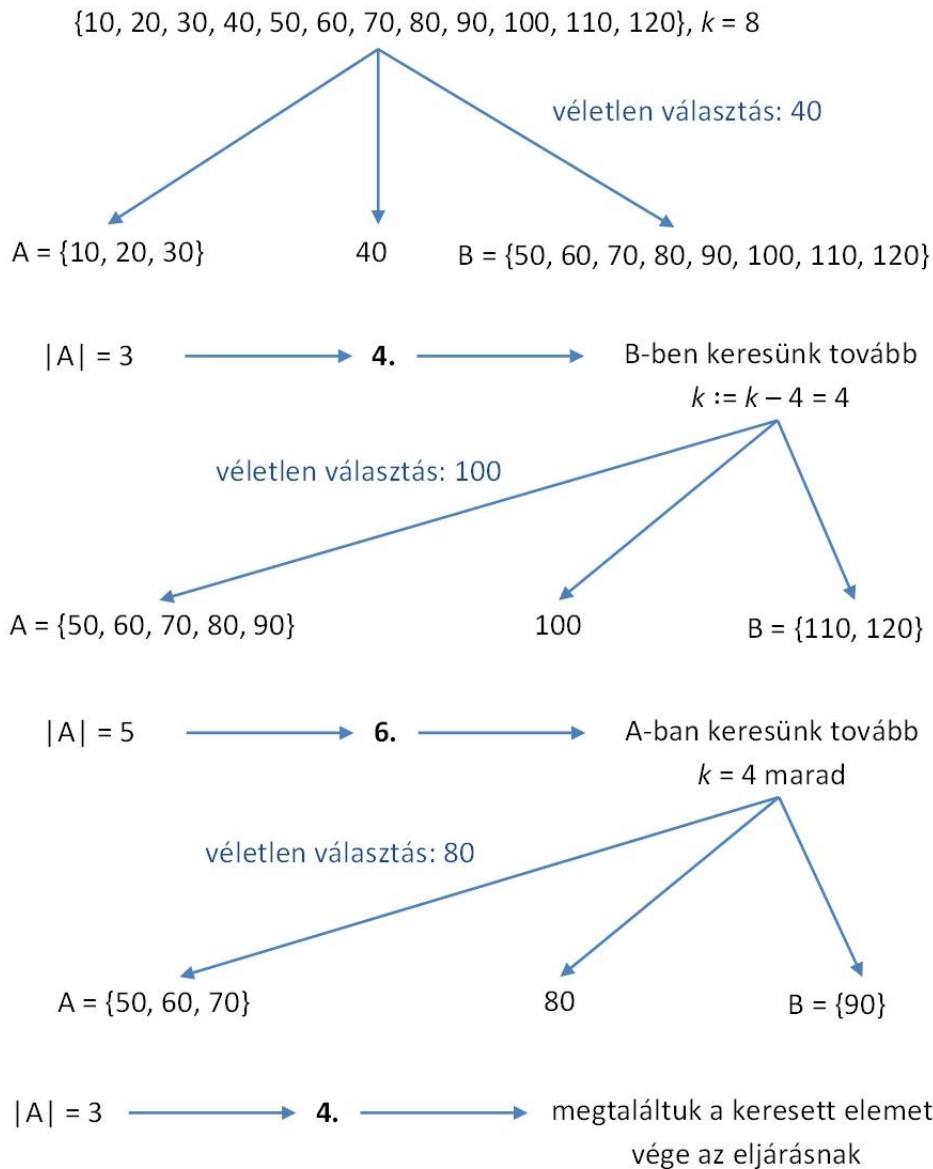 {10, 20, 30, 40, 50, 60, 70, 80, 90, 100, 110, 120}, k = 8
véletlen választás: 40
A = {10, 20, 30}
40
B = {50, 60, 70, 80, 90, 100, 110, 120}
|A| = 3
4.
B-ben keresünk tovább
k := k – 4 = 4
véletlen választás: 100
A = {50, 60, 70, 80, 90}
100
B = {110, 120}
|A| = 5
6.
A-ban keresünk tovább
k = 4 marad
véletlen választás: 80
A = {50, 60, 70}
80
B = {90}
|A| = 3
4.
megtaláltuk a keresett elemet
vége az eljárásnak